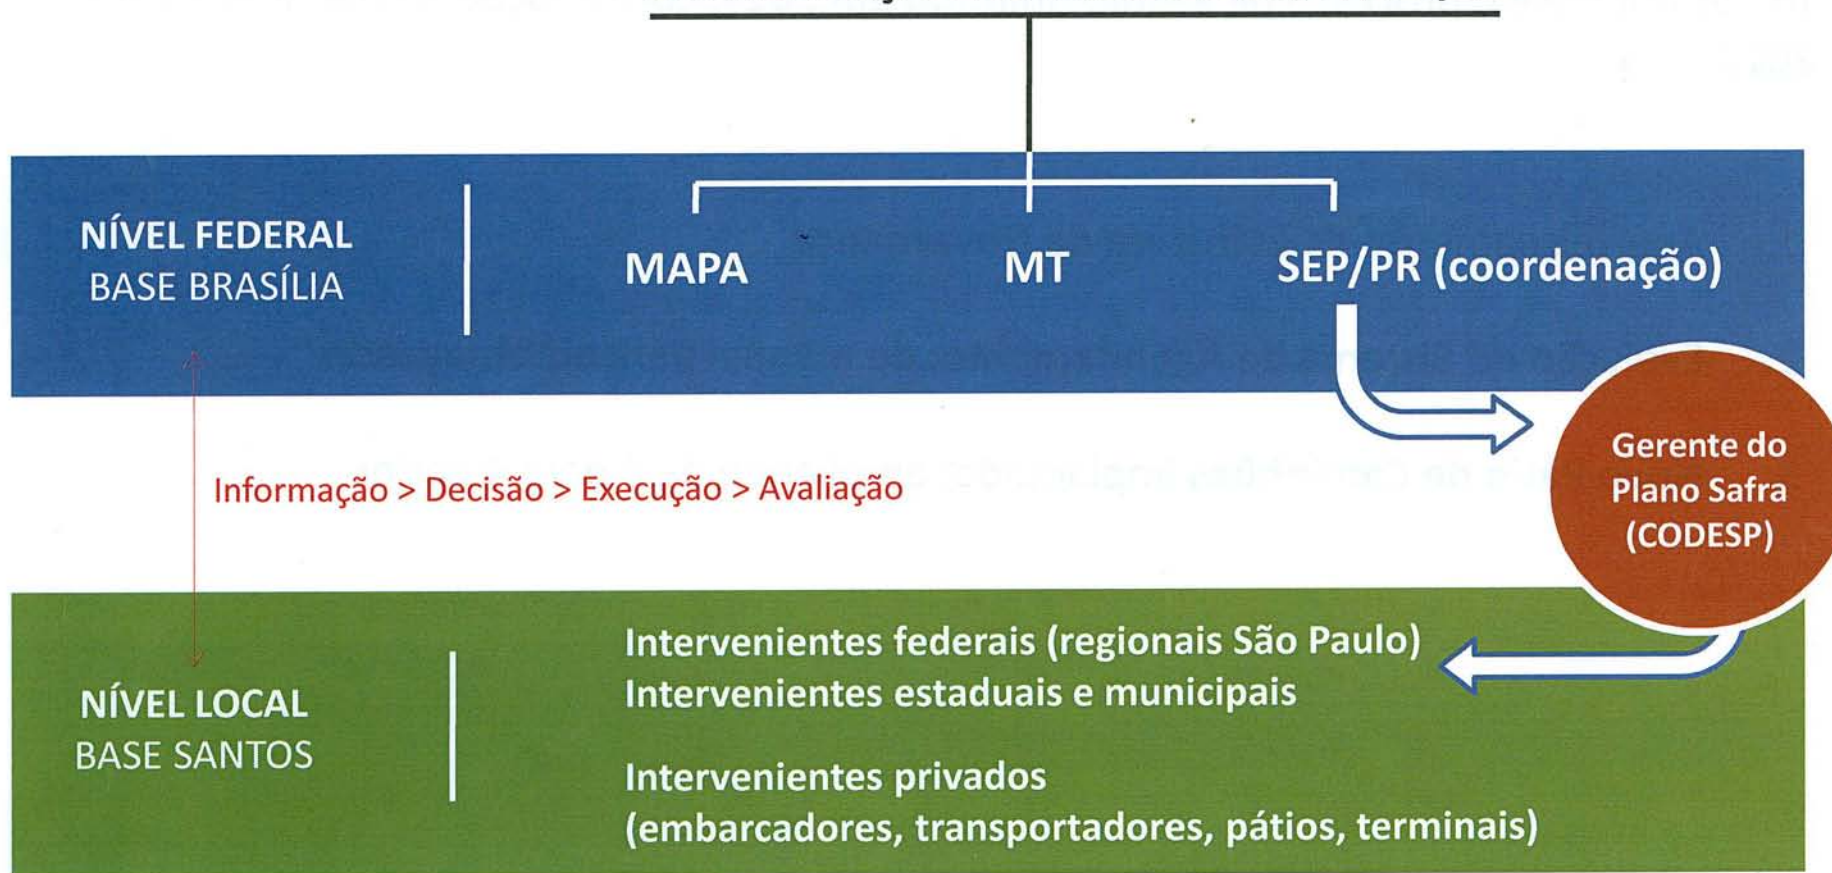 NÍVEL FEDERAL
BASE BRASÍLIA
MAPA
MT
SEP/PR (coordenação)
Gerente do
Plano Safra
(CODESP)
Informação > Decisão > Execução > Avaliação
NÍVEL LOCAL
BASE SANTOS
Intervenientes federais (regionais São Paulo)
Intervenientes estaduais e municipais
Intervenientes privados
(embarcadores, transportadores, pátios, terminais)